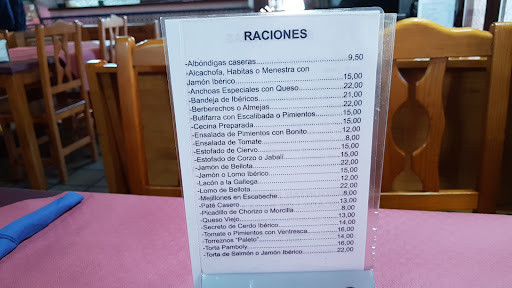 RACIONES
-Albóndigas caseras........................9,50
-Alcachofa, Habitas o Menestra con
Jamón Ibérico........................15,00
-Anchoas Especiales con Queso............22,00
-Bandeja de Ibéricos........................21,00
-Berberechos o Almejas........................22,00
-Butifarra con Escalibada o Pimientos........15,00
-Cecina Preparada........................15,00
-Ensalada de Pimientos con Bonito............12,00
-Ensalada de Tomate........................8,00
-Estofado de Ciervo........................15,00
-Estofado de Corzo o Jabalí....................15,00
-Jamón de Bellota........................22,00
-Jamón o Lomo Ibérico........................15,00
-Lacón a la Gallega........................12,00
-Lomo de Bellota........................22,00
-Mejillones en Escabeche........................8,00
-Paté Casero........................13,00
-Picadillo de Chorizo o Morcilla................8,00
-Queso Viejo........................13,00
-Secreto de Cerdo Ibérico....................14,00
-Tomate o Pimientos con Ventresca............16,00
-Torreznos "Paleto"........................14,00
-Torta Pamboly........................16,00
-Torta de Selmón o Jamón Ibérico............22,00